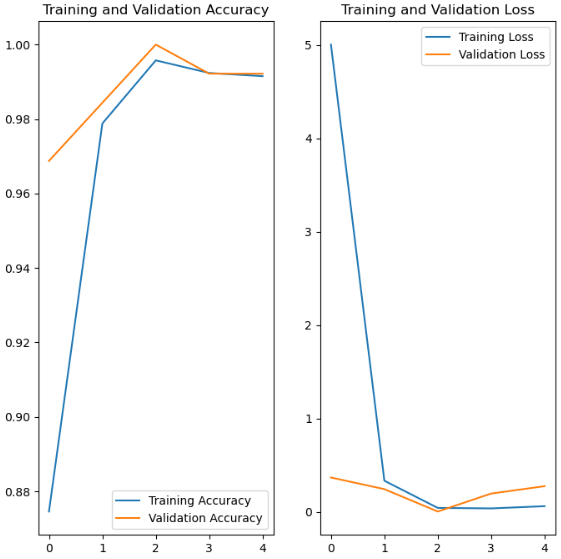 Training and Validation Accuracy
1.00
0.98
0.96
0.94
0.92
0.90
0.88
Training Accuracy
Validation Accuracy
0 1 2 3 4
Training and Validation Loss
Training Loss
Validation Loss
5
4
3
2
1
0
0 1 2 3 4